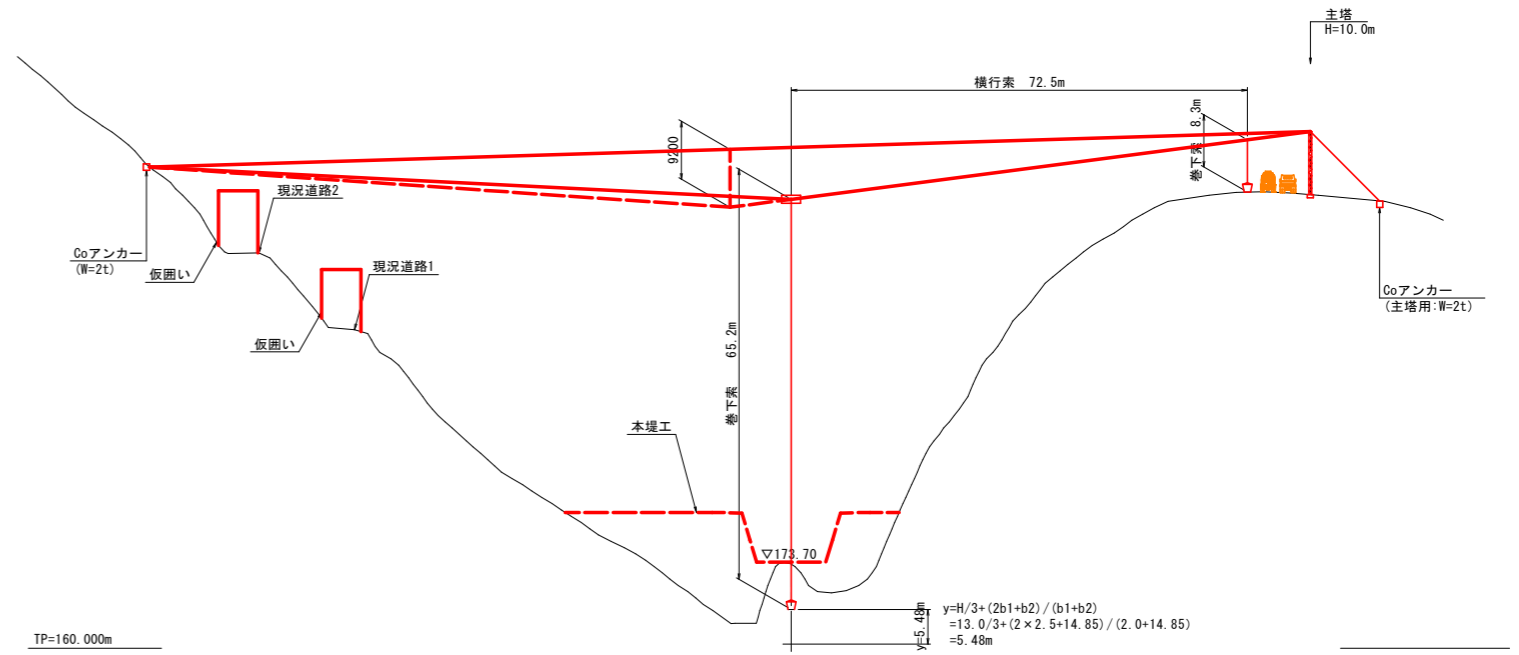 主塔
H=10.0m
横行索 72.5m
巻下索 8.3m
9200
現況道路2
Coアンカー
(W=2t)
仮囲い
現況道路1
Coアンカー
(主塔用:W=2t)
仮囲い
巻下索 65.2m
本堤工
▽173.70
y=5.48m
y=H/3+(2b1+b2)/(b1+b2)
=13.0/3+(2×2.5+14.85)/(2.0+14.85)
=5.48m
TP=160.000m